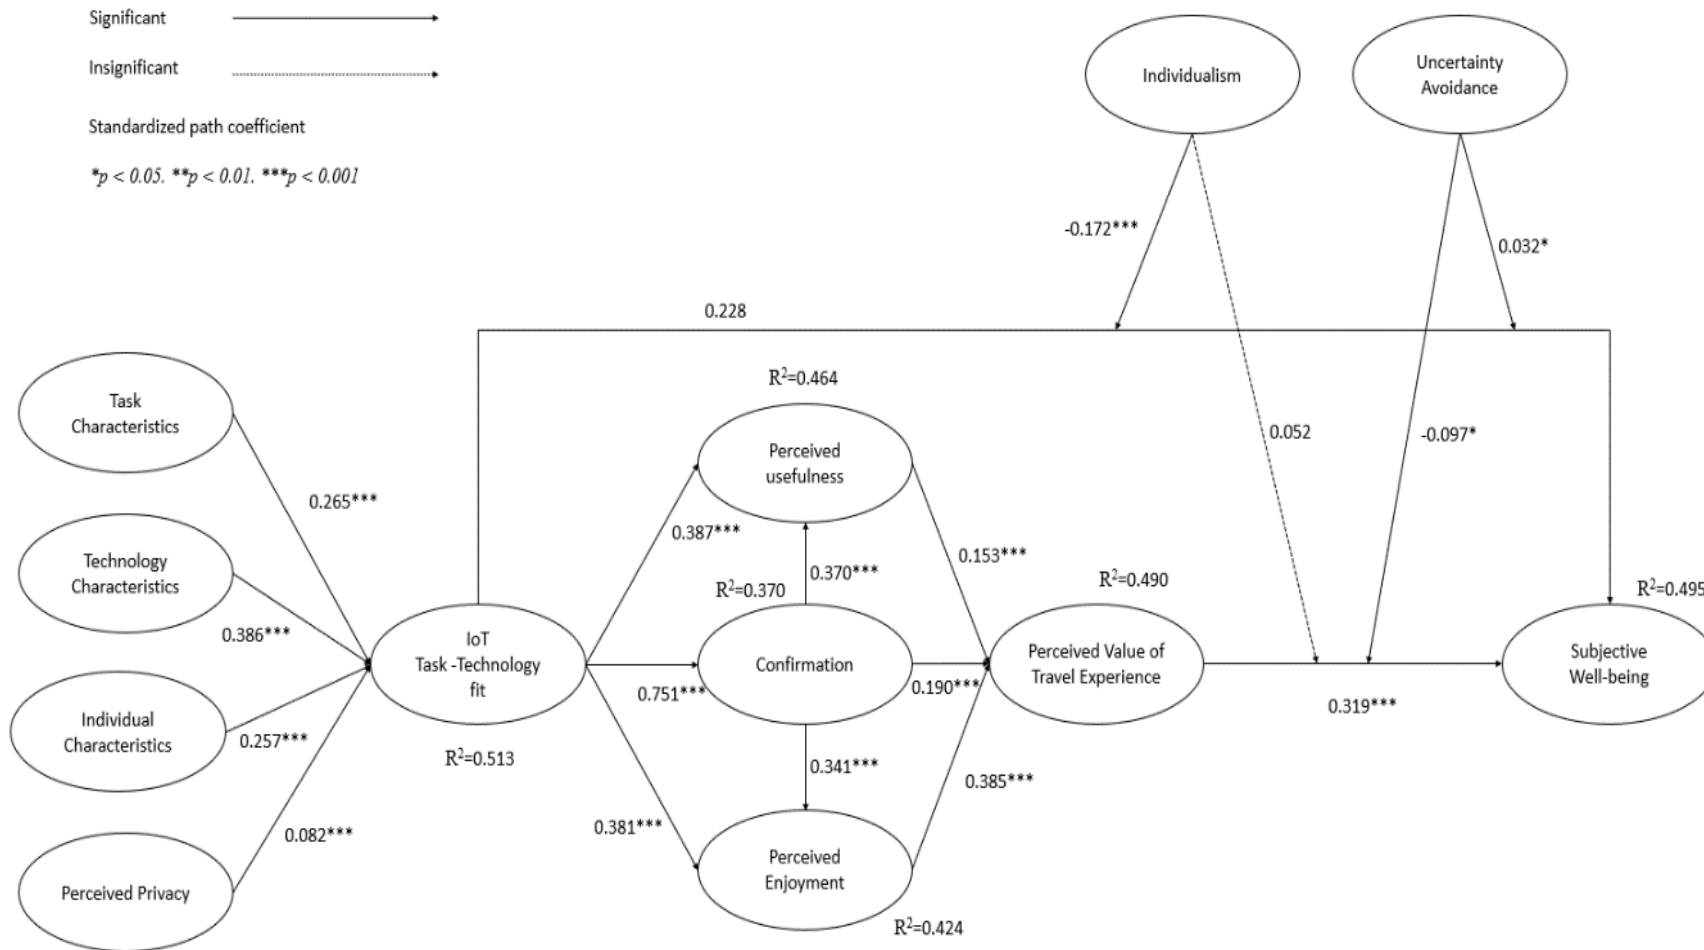 Significant
Insignificant
Standardized path coefficient
*p < 0.05. **p < 0.01. ***p < 0.001
Individualism
Uncertainty
Avoidance
-0.172***
0.032*
0.228
0.052
-0.097*
Task
Characteristics
Technology
Characteristics
Individual
Characteristics
Perceived Privacy
0.265***
0.386***
0.257***
0.082***
IoT
Task -Technology
fit
R²=0.513
0.387***
0.751***
0.381***
R²=0.464
Perceived
usefulness
0.370***
R²=0.370
Confirmation
0.341***
Perceived
Enjoyment
R²=0.424
0.153***
0.190***
0.385***
R²=0.490
Perceived Value of
Travel Experience
0.319***
R²=0.495
Subjective
Well-being